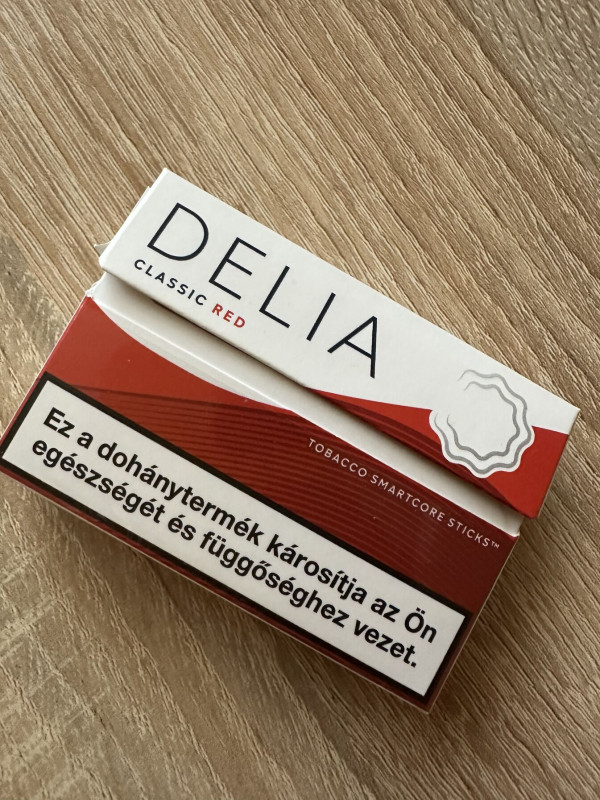 DELIA
CLASSIC RED
TOBACCO SMARTCORE STICKS™
Ez a dohánytermék károsítja az Ön
egészségét és függőséghez vezet.